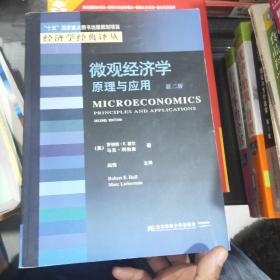 "十五"国家重点图书出版规划项目
经济学经典译丛
微观经济学
原理与应用
第二版
MICROECONOMICS
PRINCIPLES AND APPLICATIONS
SECOND EDITION
(美)
罗伯特·E.霍尔
马克·利伯曼
著
主译
Robert E. Hall
Marc Lieberman
东北财经大学出版社